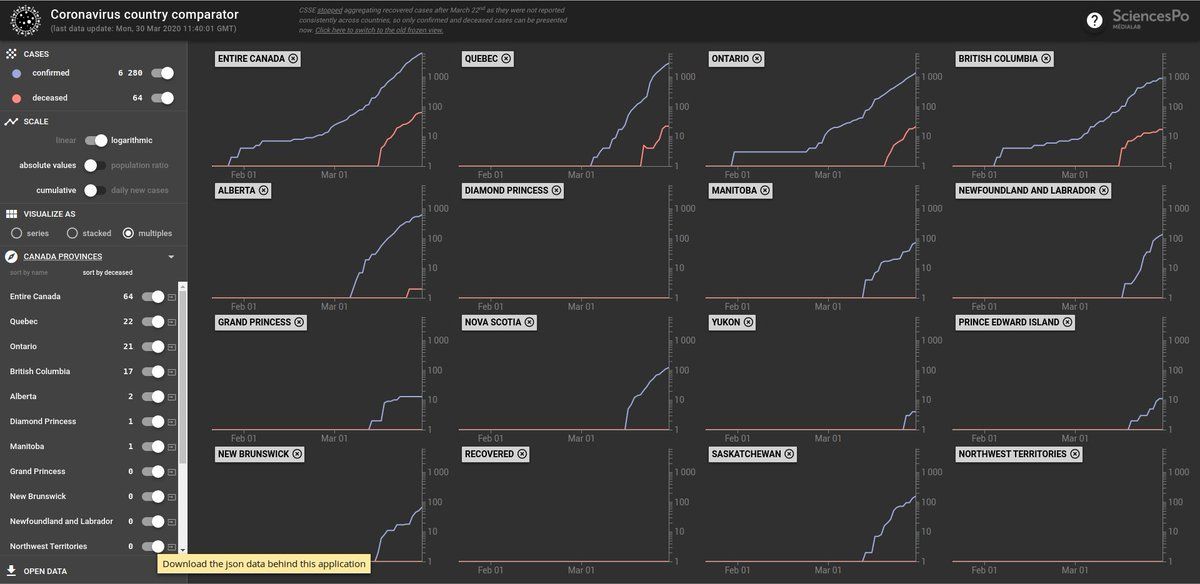 Coronavirus country comparator
(last data update: Mon, 30 Mar 2020 11:40:01 GMT)
CSSE stopped aggregating recovered cases after March 22nd as they were not reported
consistently across countries, so only confirmed and deceased cases can be presented
now. Click here to switch to the old frozen view.
?
SciencesPo
MÉDIALAB
CASES
confirmed 6 280
deceased 64
SCALE
linear logarithmic
absolute values population ratio
cumulative daily new cases
VISUALIZE AS
series stacked multiples
CANADA PROVINCES
sort by name sort by deceased
Entire Canada 64
Quebec 22
Ontario 21
British Columbia 17
Alberta 2
Diamond Princess 1
Manitoba 1
Grand Princess 0
New Brunswick 0
Newfoundland and Labrador 0
Northwest Territories 0
OPEN DATA
Download the json data behind this application
ENTIRE CANADA
1 000
100
10
1
Feb 01 Mar 01
QUEBEC
1 000
100
10
1
Feb 01 Mar 01
ONTARIO
1 000
100
10
1
Feb 01 Mar 01
BRITISH COLUMBIA
1 000
100
10
1
Feb 01 Mar 01
ALBERTA
1 000
100
10
1
Feb 01 Mar 01
DIAMOND PRINCESS
1 000
100
10
1
Feb 01 Mar 01
MANITOBA
1 000
100
10
1
Feb 01 Mar 01
NEWFOUNDLAND AND LABRADOR
1 000
100
10
1
Feb 01 Mar 01
GRAND PRINCESS
1 000
100
10
1
Feb 01 Mar 01
NOVA SCOTIA
1 000
100
10
1
Feb 01 Mar 01
YUKON
1 000
100
10
1
Feb 01 Mar 01
PRINCE EDWARD ISLAND
1 000
100
10
1
Feb 01 Mar 01
NEW BRUNSWICK
1 000
100
10
1
RECOVERED
1 000
100
10
1
Feb 01 Mar 01
SASKATCHEWAN
1 000
100
10
1
Feb 01 Mar 01
NORTHWEST TERRITORIES
1 000
100
10
1
Feb 01 Mar 01